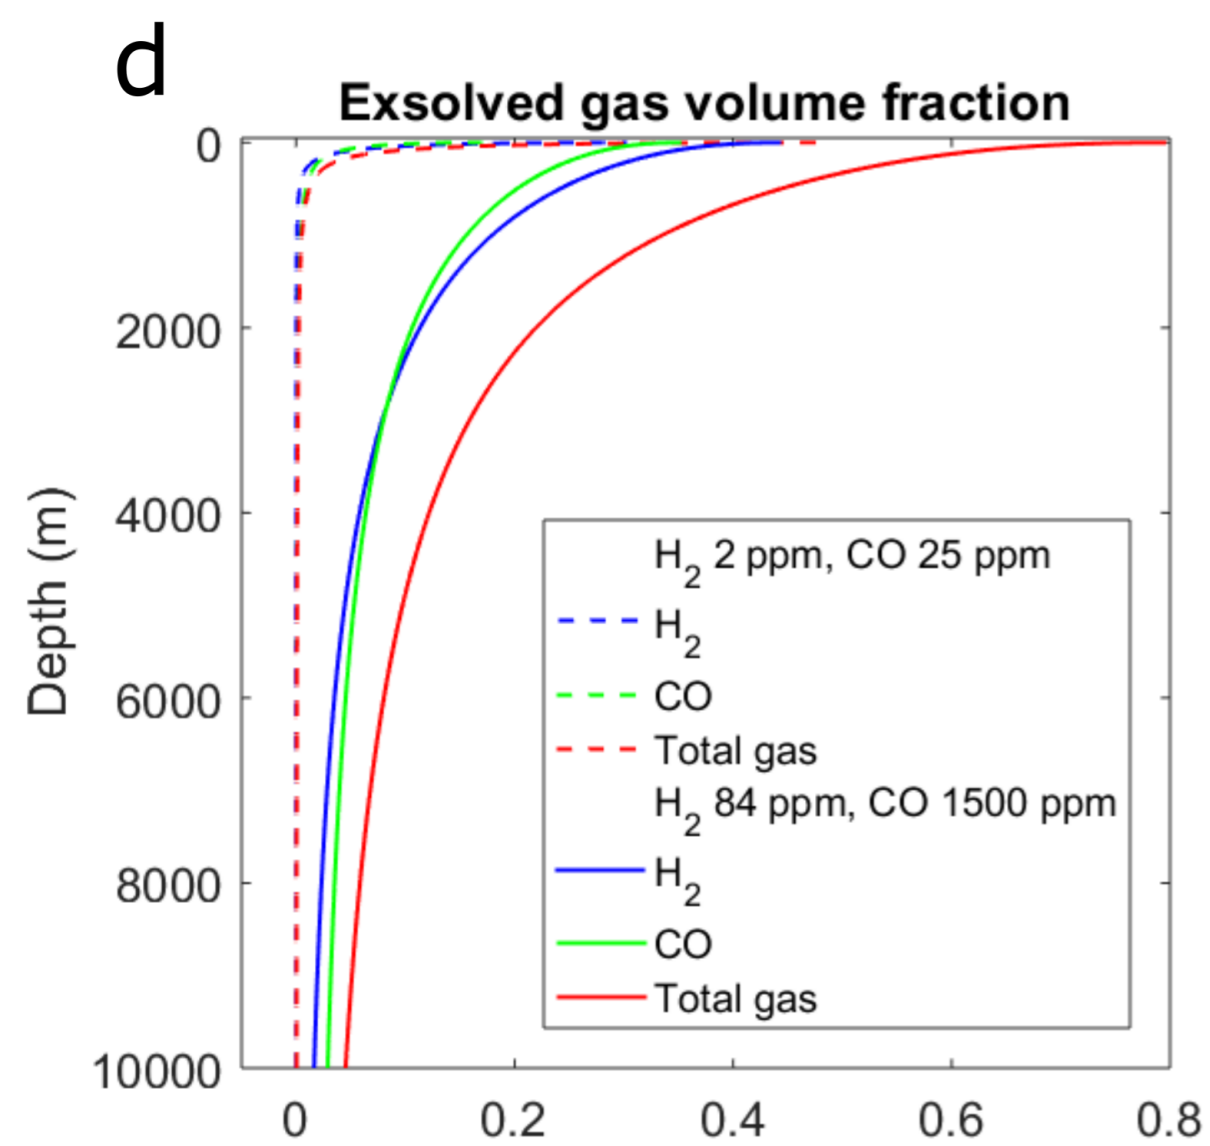 d
Exsolved gas volume fraction
0
2000
4000
6000
8000
10000
Depth (m)
H2 2 ppm, CO 25 ppm
H2
CO
Total gas
H2 84 ppm, CO 1500 ppm
H2
CO
Total gas
0 0.2 0.4 0.6 0.8